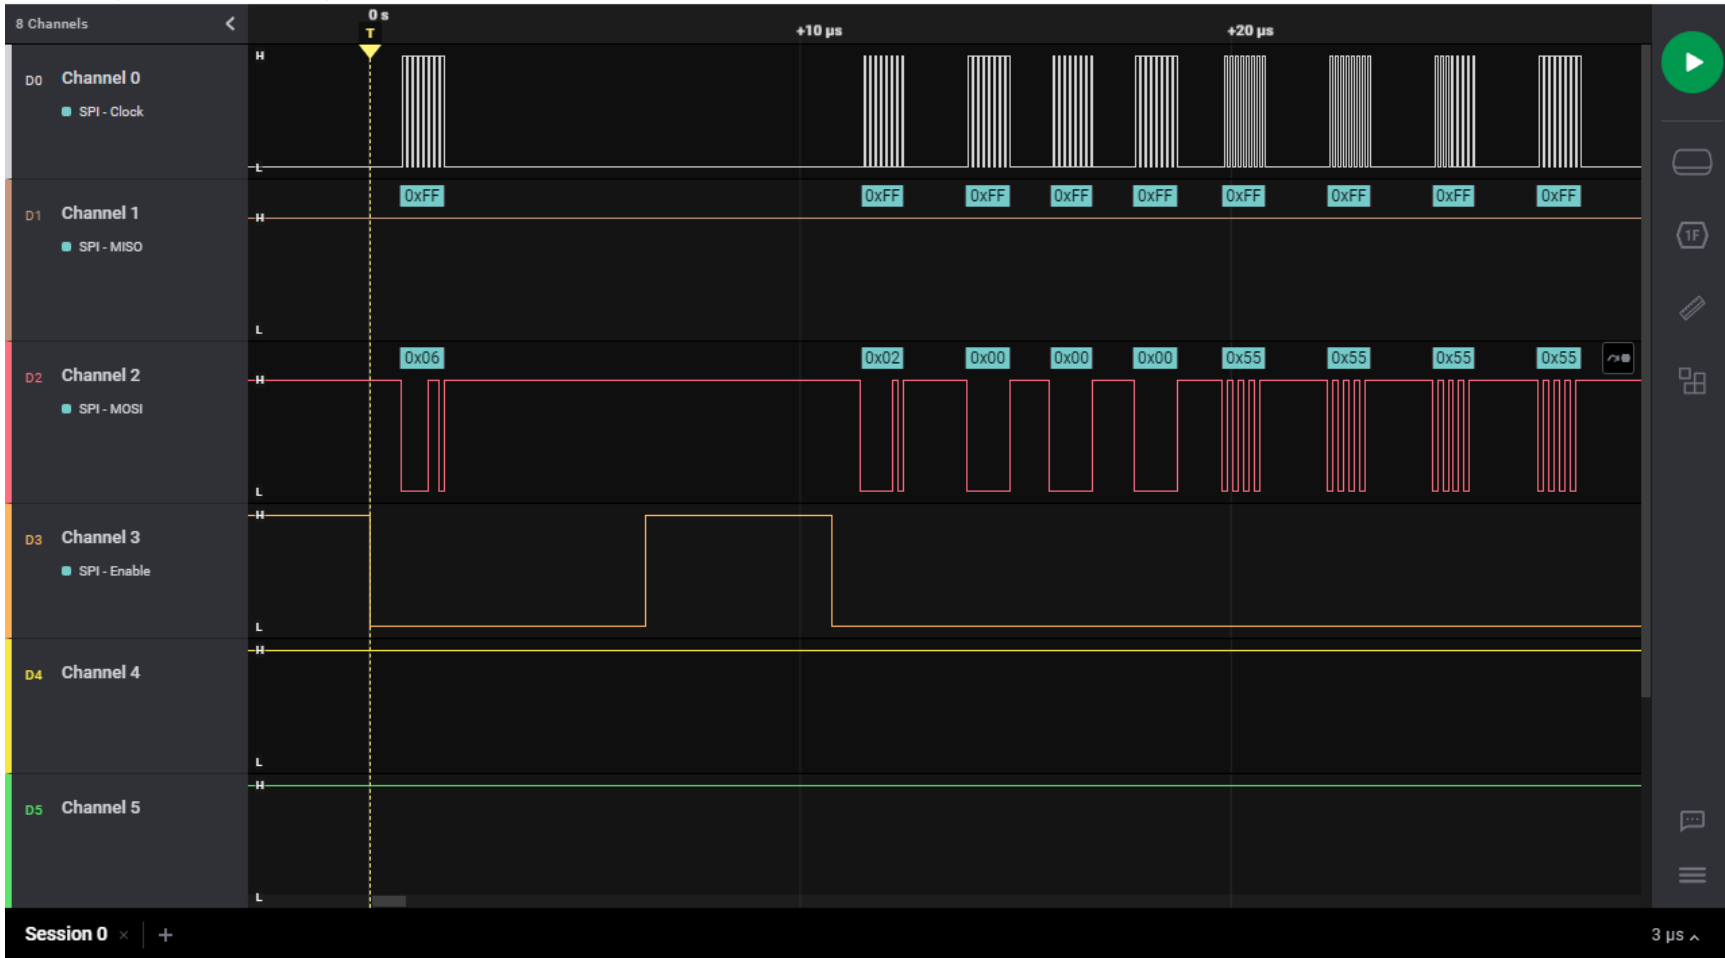 8 Channels
0 s
T
+10 µs
+20 µs
D0 Channel 0
SPI - Clock
H
L
0xFF 0xFF 0xFF 0xFF 0xFF 0xFF 0xFF 0xFF 0xFF
D1 Channel 1
SPI - MISO
H
L
1F
0x06 0x02 0x00 0x00 0x00 0x55 0x55 0x55 0x55
D2 Channel 2
SPI - MOSI
H
L
D3 Channel 3
SPI - Enable
H
L
D4 Channel 4
H
L
D5 Channel 5
H
L
Session 0
3 µs